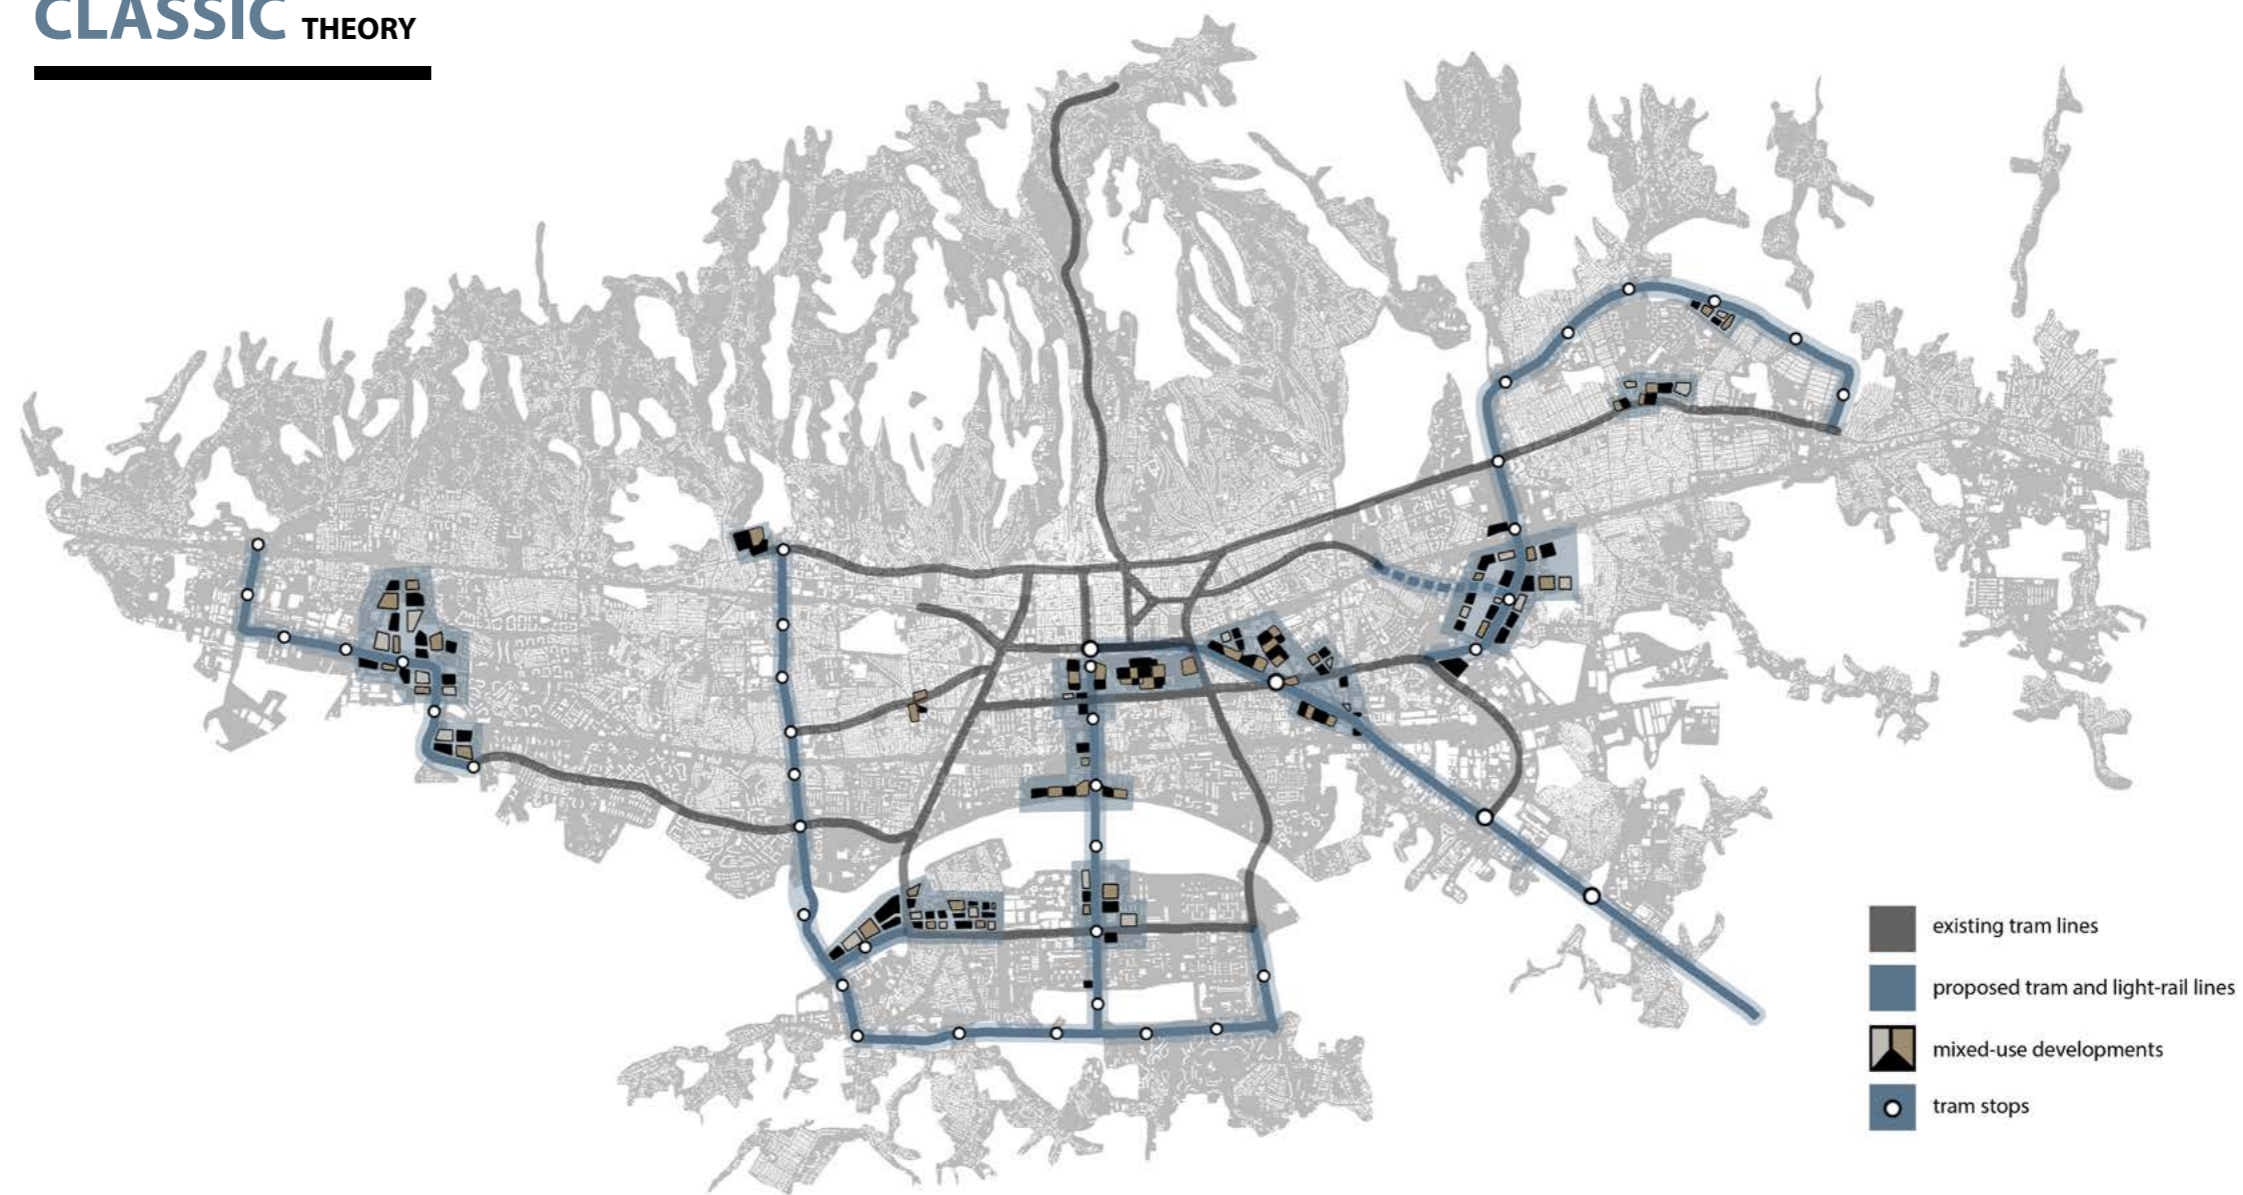 CLASSIC THEORY
existing tram lines
proposed tram and light-rail lines
mixed-use developments
tram stops